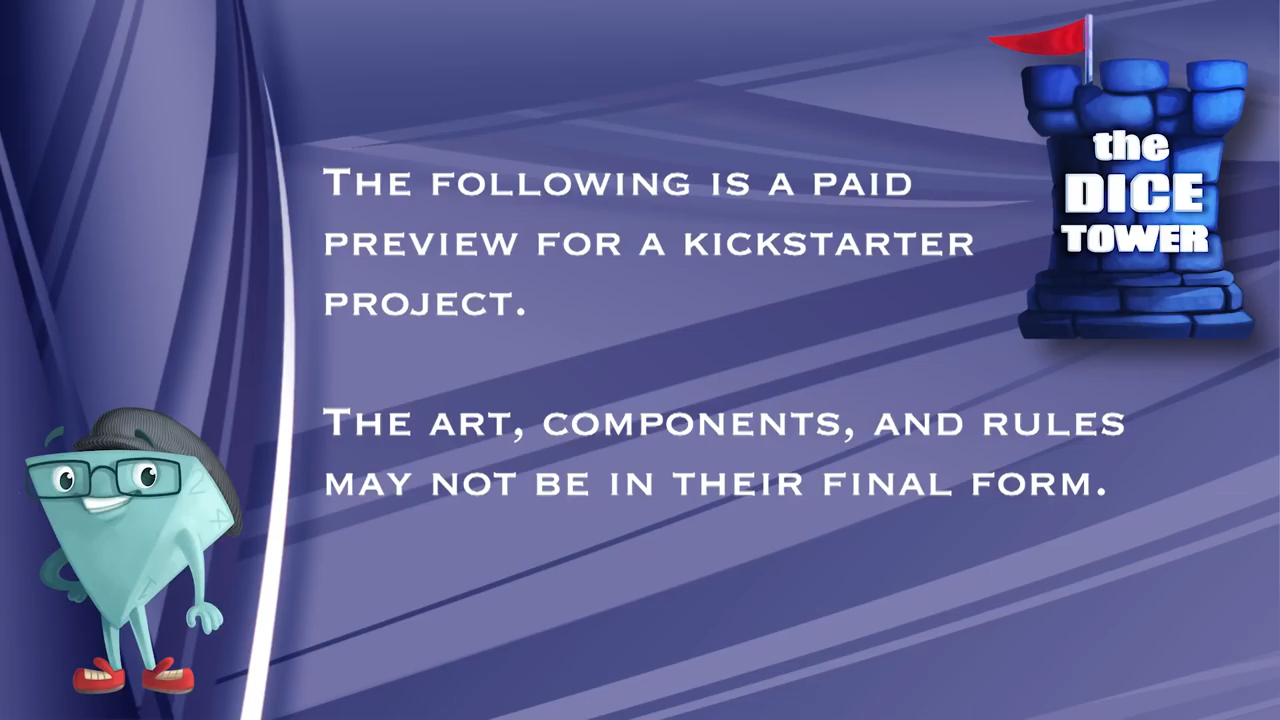 THE FOLLOWING IS A PAID
PREVIEW FOR A KICKSTARTER
PROJECT.
THE ART, COMPONENTS, AND RULES
MAY NOT BE IN THEIR FINAL FORM.
the
DICE
TOWER